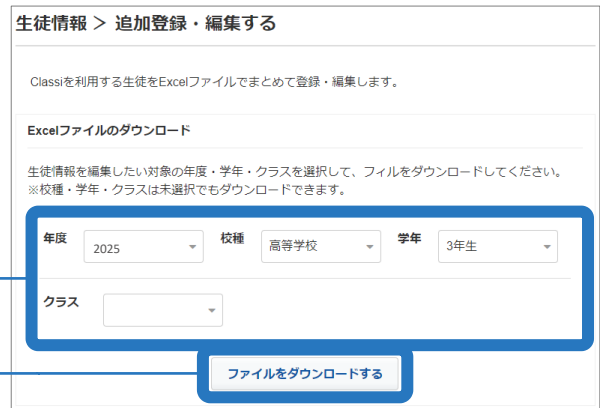 生徒情報 ＞ 追加登録・編集する
Classiを利用する生徒をExcelファイルでまとめて登録・編集します。
Excelファイルのダウンロード
生徒情報を編集したい対象の年度・学年・クラスを選択して、フィルをダウンロードしてください。
※校種・学年・クラスは未選択でもダウンロードできます。
年度 2025 校種 高等学校 学年 3年生
クラス
ファイルをダウンロードする